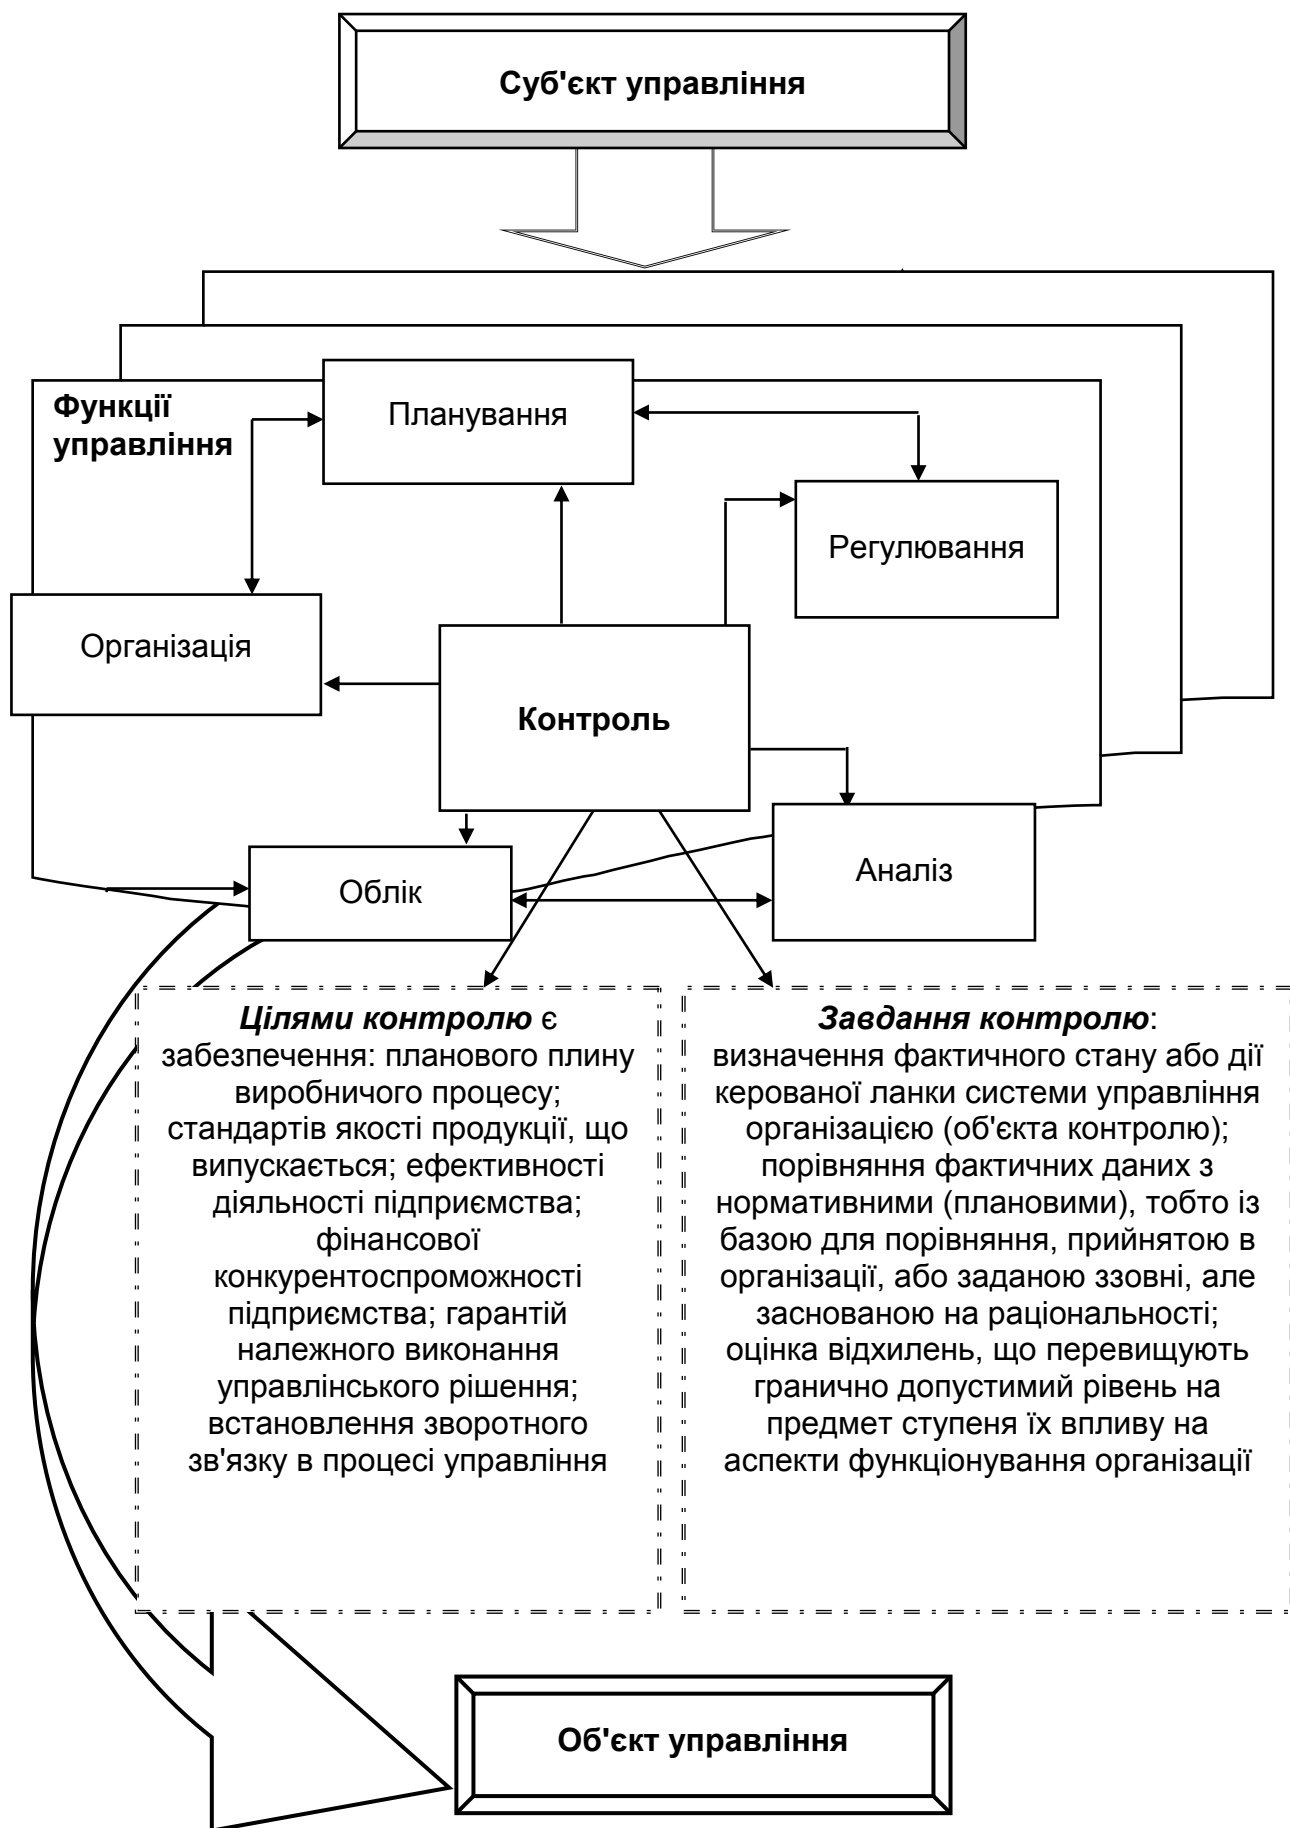 Суб'єкт управління
Функції
управління
Планування
Регулювання
Організація
Контроль
Аналіз
Облік
Цілями контролю є
забезпечення: планового плину
виробничого процесу;
стандартів якості продукції, що
випускається; ефективності
діяльності підприємства;
фінансової
конкурентоспроможності
підприємства; гарантій
належного виконання
управлінського рішення;
встановлення зворотного
зв'язку в процесі управління
Завдання контролю:
визначення фактичного стану або дії
керованої ланки системи управління
організацією (об'єкта контролю);
порівняння фактичних даних з
нормативними (плановими), тобто із
базою для порівняння, прийнятою в
організації, або заданою ззовні, але
заснованою на раціональності;
оцінка відхилень, що перевищують
гранично допустимий рівень на
предмет ступеня їх впливу на
аспекти функціонування організації
Об'єкт управління